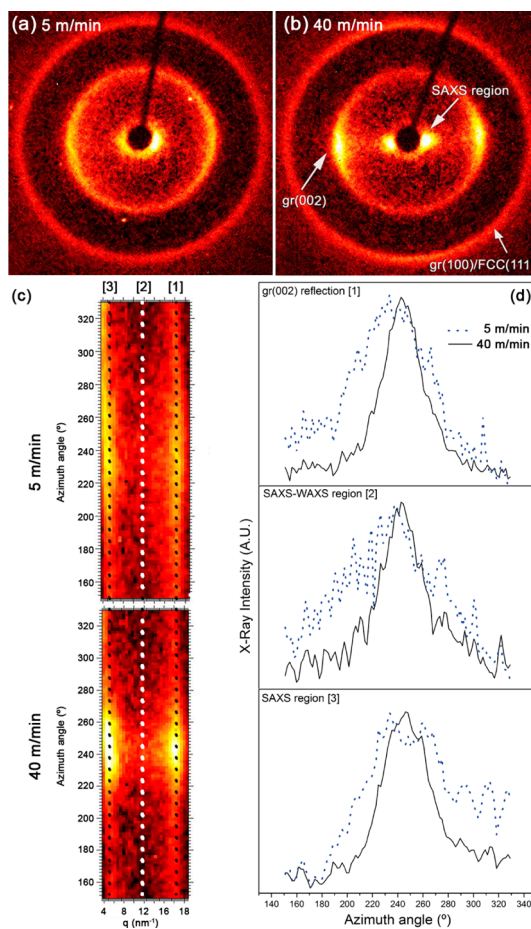 (a) 5 m/min
(b) 40 m/min
SAXS region
gr(002)
gr(100)/FCC(111
(c)
[3] [2] [1]
5 m/min
Azimuth angle (º)
320
300
280
260
240
220
200
180
160
40 m/min
Azimuth angle (º)
320
300
280
260
240
220
200
180
160
4 8 12 16 18
q (nm⁻¹)
(d)
gr(002) reflection [1]
5 m/min
40 m/min
SAXS-WAXS region [2]
SAXS region [3]
X-Ray Intensity (A.U.)
140 160 180 200 220 240 260 280 300 320 340
Azimuth angle (º)